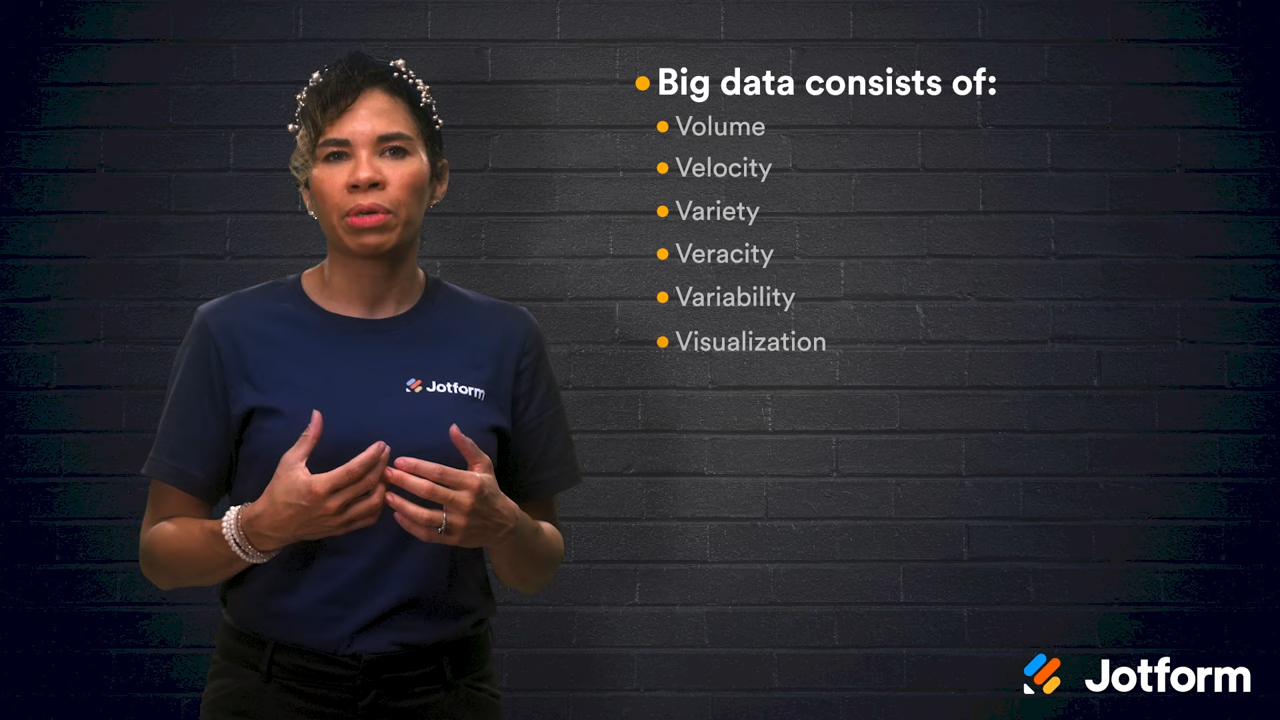 Big data consists of:
Volume
Velocity
Variety
Veracity
Variability
Visualization
Jotform
Jotform